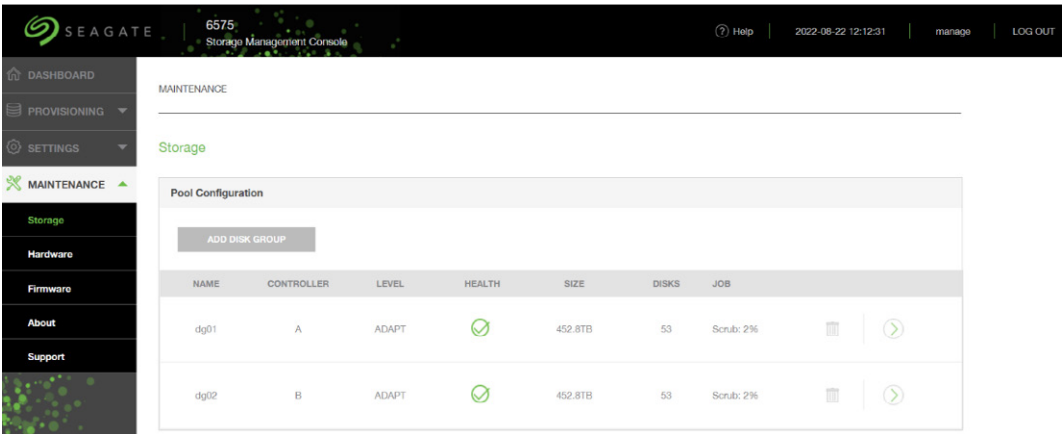 SEAGATE
6575
Storage Management Console
? Help
2022-08-22 12:12:31
manage
LOG OUT
DASHBOARD
PROVISIONING
SETTINGS
MAINTENANCE
Storage
Hardware
Firmware
About
Support
MAINTENANCE
Storage
Pool Configuration
ADD DISK GROUP
NAME CONTROLLER LEVEL HEALTH SIZE DISKS JOB
dg01 A ADAPT 452.8TB 53 Scrub: 2%
dg02 B ADAPT 452.8TB 53 Scrub: 2%